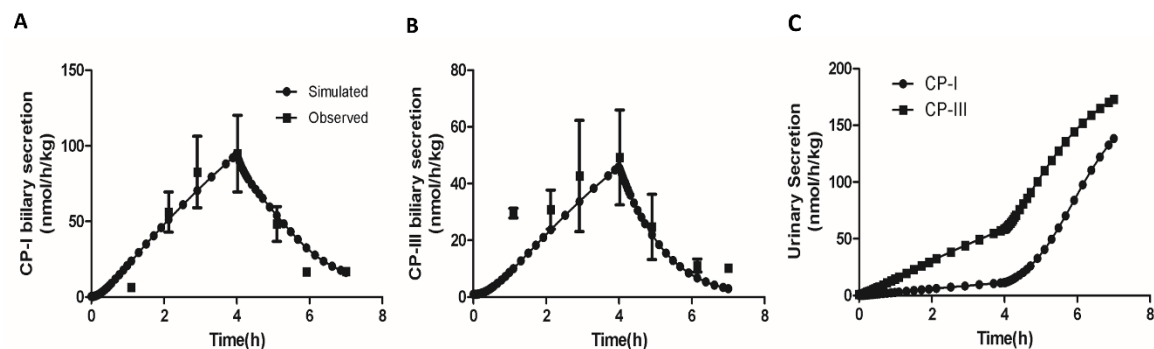 A
CP-I biliary secretion
(nmol/h/kg)
150
100
50
0
0 2 4 6 8
Time(h)
Simulated
Observed
B
CP-III biliary secretion
(nmol/h/kg)
80
60
40
20
0
0 2 4 6 8
Time(h)
C
Urinary Secretion
(nmol/h/kg)
200
150
100
50
0
0 2 4 6 8
Time(h)
CP-I
CP-III